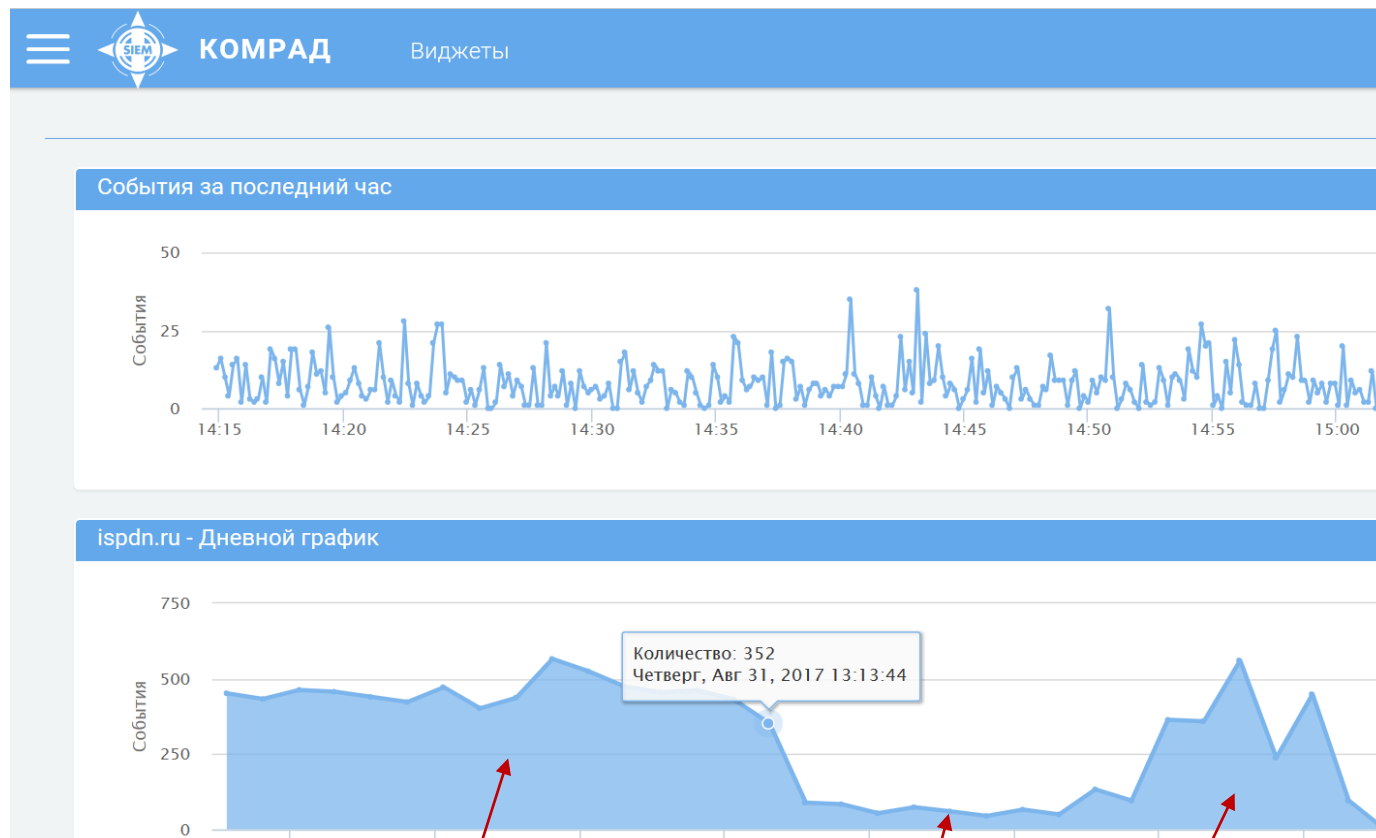 SIEM КОМРАД Виджеты
События за последний час
50
25
0
События
14:15 14:20 14:25 14:30 14:35 14:40 14:45 14:50 14:55 15:00
ispdn.ru - Дневной график
750
500
250
0
События
Количество: 352
Четверг, Авг 31, 2017 13:13:44